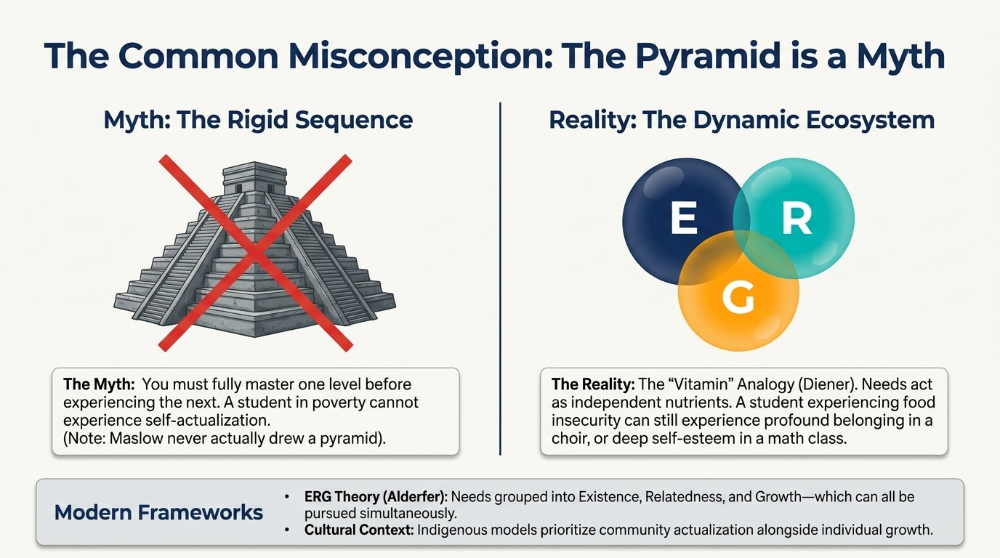 The Common Misconception: The Pyramid is a Myth
Myth: The Rigid Sequence
The Myth: You must fully master one level before
experiencing the next. A student in poverty cannot
experience self-actualization.
(Note: Maslow never actually drew a pyramid).
Reality: The Dynamic Ecosystem
E
R
G
The Reality: The “Vitamin” Analogy (Diener). Needs act
as independent nutrients. A student experiencing food
insecurity can still experience profound belonging in a
choir, or deep self-esteem in a math class.
Modern Frameworks
• ERG Theory (Alderfer): Needs grouped into Existence, Relatedness, and Growth—which can all be
pursued simultaneously.
• Cultural Context: Indigenous models prioritize community actualization alongside individual growth.